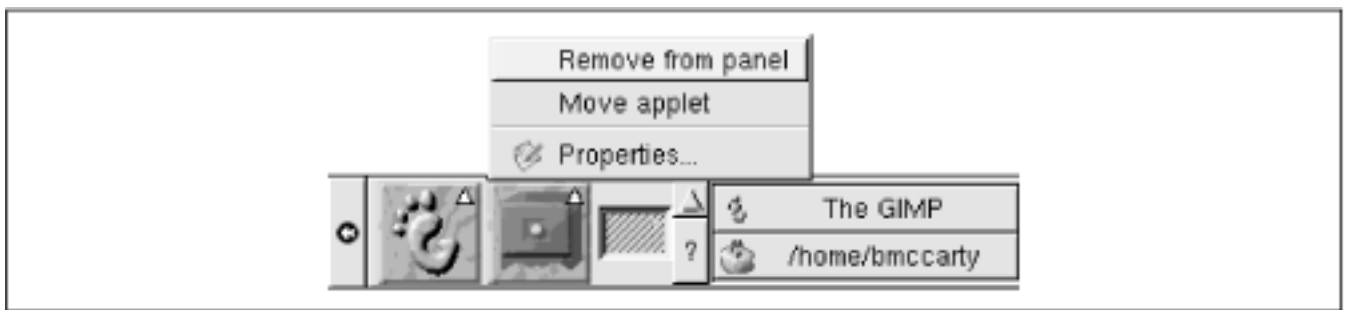 Remove from panel
Move applet
Properties...
The GIMP
?
/home/bmccarty